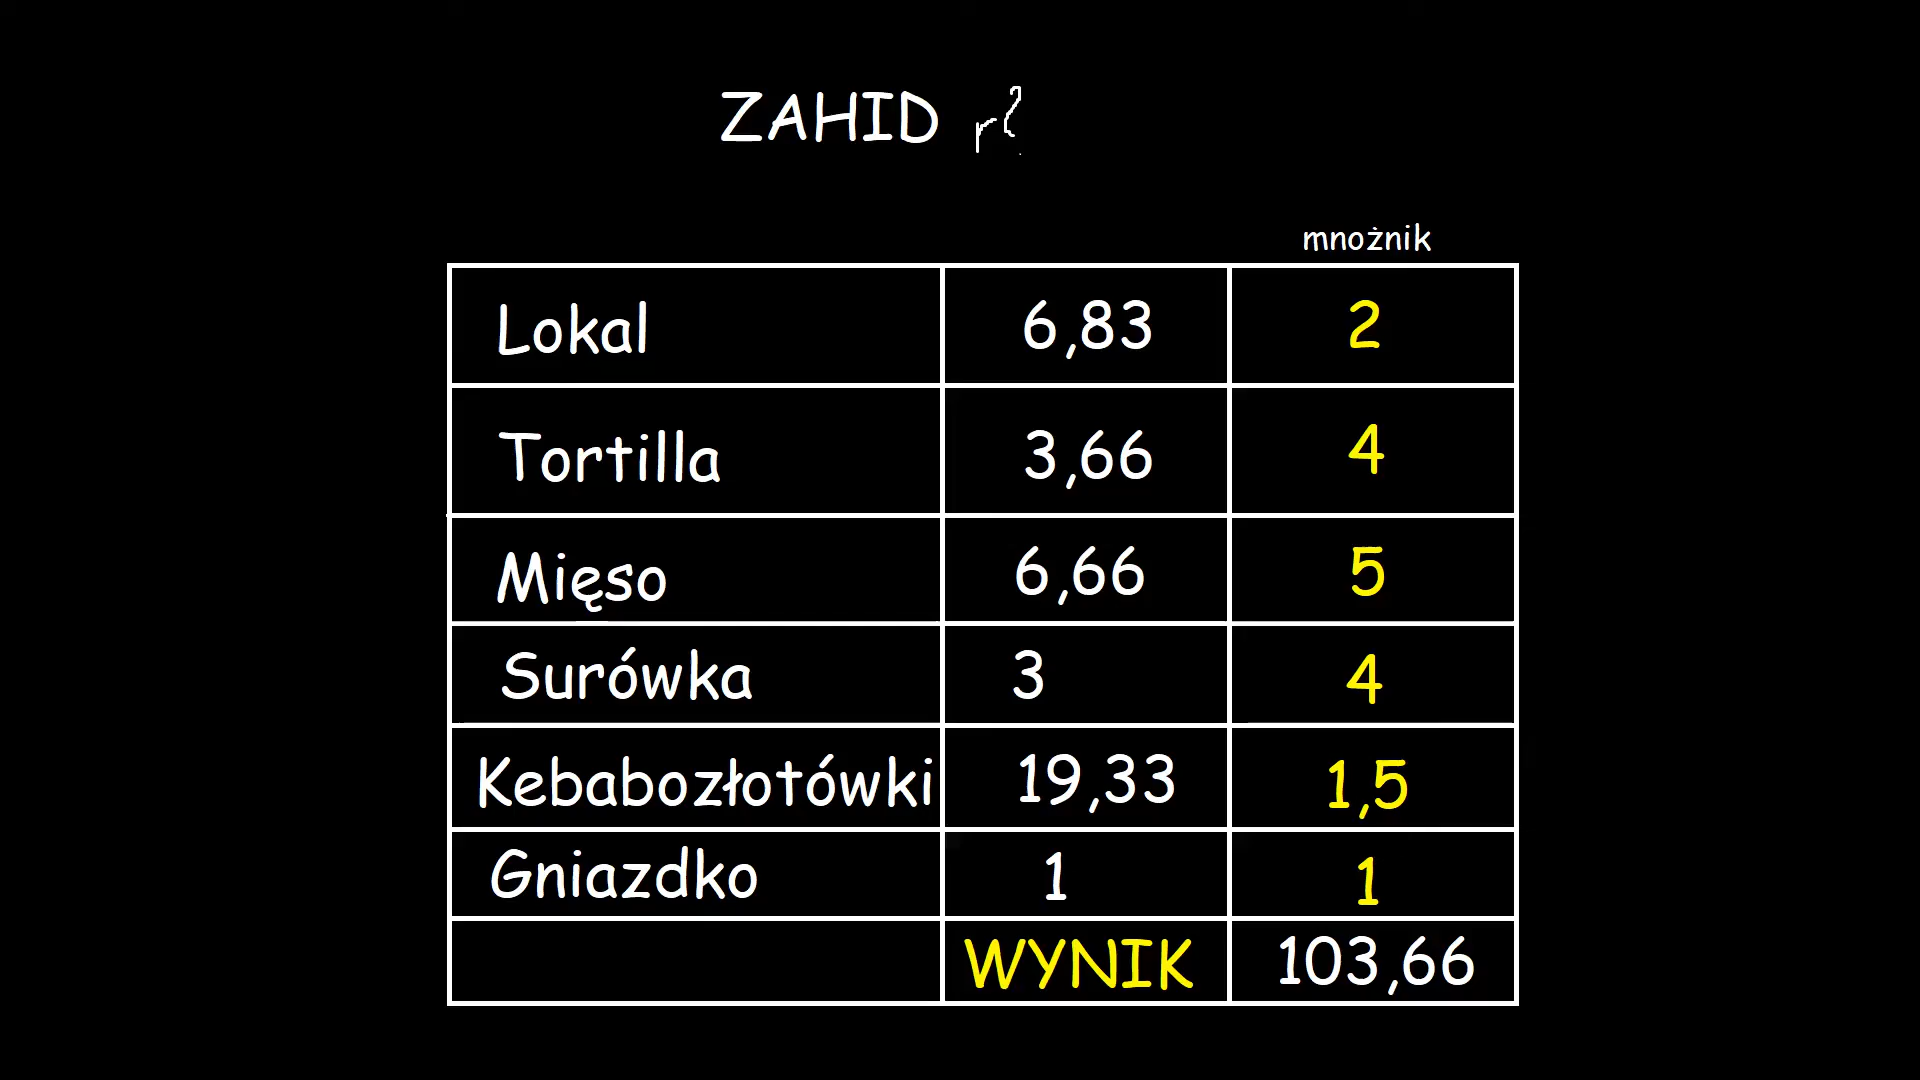 ZAHID r?
mnożnik
Lokal 6,83 2
Tortilla 3,66 4
Mięso 6,66 5
Surówka 3 4
Kebabozłotówki 19,33 1,5
Gniazdko 1 1
WYNIK 103,66